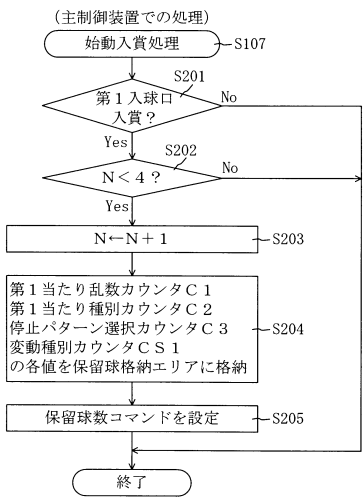 （主制御装置での処理）
始動入賞処理
S107
S201
第１入球口
入賞？
No
Yes
S202
Ｎ＜４？
No
Yes
Ｎ←Ｎ＋１
S203
第１当たり乱数カウンタＣ１
第１当たり種別カウンタＣ２
停止パターン選択カウンタＣ３
変動種別カウンタＣＳ１
の各値を保留球格納エリアに格納
S204
保留球数コマンドを設定
S205
終了